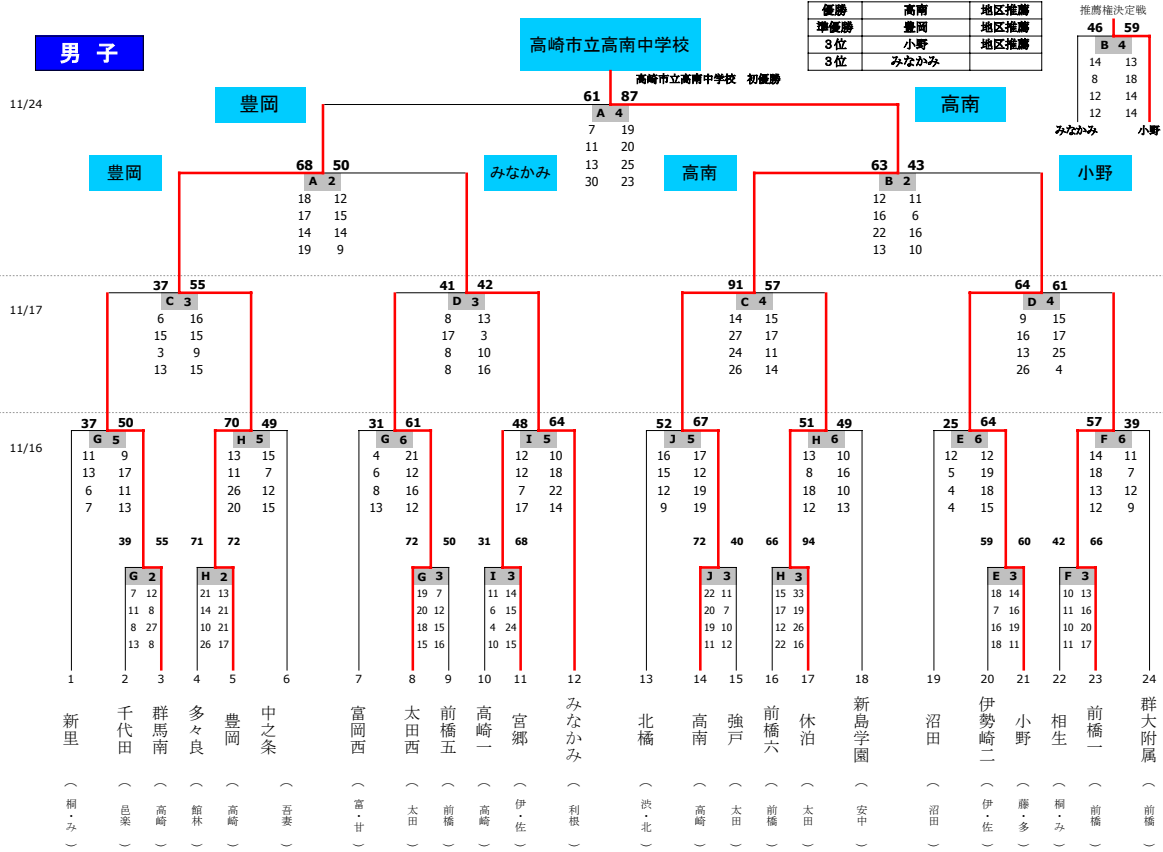 優勝 高南 地区推薦
準優勝 豊岡 地区推薦
3位 小野 地区推薦
3位 みなかみ
推薦権決定戦
46 59
B 4
14 13
8 18
12 14
12 14
みなかみ 小野
男 子
高崎市立高南中学校
高崎市立高南中学校 初優勝
11/24
豊岡
61 87
A 4
7 19
11 20
13 25
30 23
高南
豊岡
68 50
A 2
18 12
17 15
14 14
19 9
みなかみ
高南
63 43
B 2
12 11
16 6
22 16
13 10
小野
11/17
37 55
C 3
6 16
15 15
3 9
13 15
41 42
D 3
8 13
17 3
8 10
8 16
91 57
C 4
14 15
27 17
24 11
26 14
64 61
D 4
9 15
16 17
13 25
26 4
11/16
37 50
G 5
11 9
13 17
6 11
7 13
70 49
H 5
13 15
11 7
26 12
20 15
31 61
G 6
4 21
6 12
8 16
13 12
48 64
I 5
12 10
12 18
7 22
17 14
52 67
J 5
16 17
15 12
12 19
9 19
51 49
H 6
13 10
8 16
18 10
12 13
25 64
E 6
12 12
5 19
4 18
4 15
57 39
F 6
14 11
18 7
13 12
12 9
39 55
G 2
7 12
11 8
8 27
13 8
71 72
H 2
21 13
14 21
10 21
26 17
72 50
G 3
19 7
20 12
18 15
15 16
31 68
I 3
11 14
6 15
4 24
10 15
72 40
J 3
22 11
20 7
19 10
11 12
66 94
H 3
15 33
17 19
12 26
22 16
59 60
E 3
18 14
7 16
16 19
18 11
42 66
F 3
10 13
11 16
10 20
11 17
1 2 3 4 5 6 7 8 9 10 11 12 13 14 15 16 17 18 19 20 21 22 23 24
新里
千代田
群馬南
多々良
豊岡
中之条
富岡西
太田西
前橋五
高崎一
宮郷
みなかみ
北橘
高南
強戸
前橋六
休泊
新島学園
沼田
伊勢崎二
小野
相生
前橋一
群大附属
（桐・み）
（邑楽）
（高崎）
（館林）
（高崎）
（吾妻）
（富・甘）
（太田）
（前橋）
（高崎）
（伊・佐）
（利根）
（渋・北）
（高崎）
（太田）
（前橋）
（太田）
（安中）
（沼田）
（伊・佐）
（藤・多）
（桐・み）
（前橋）
（前橋）